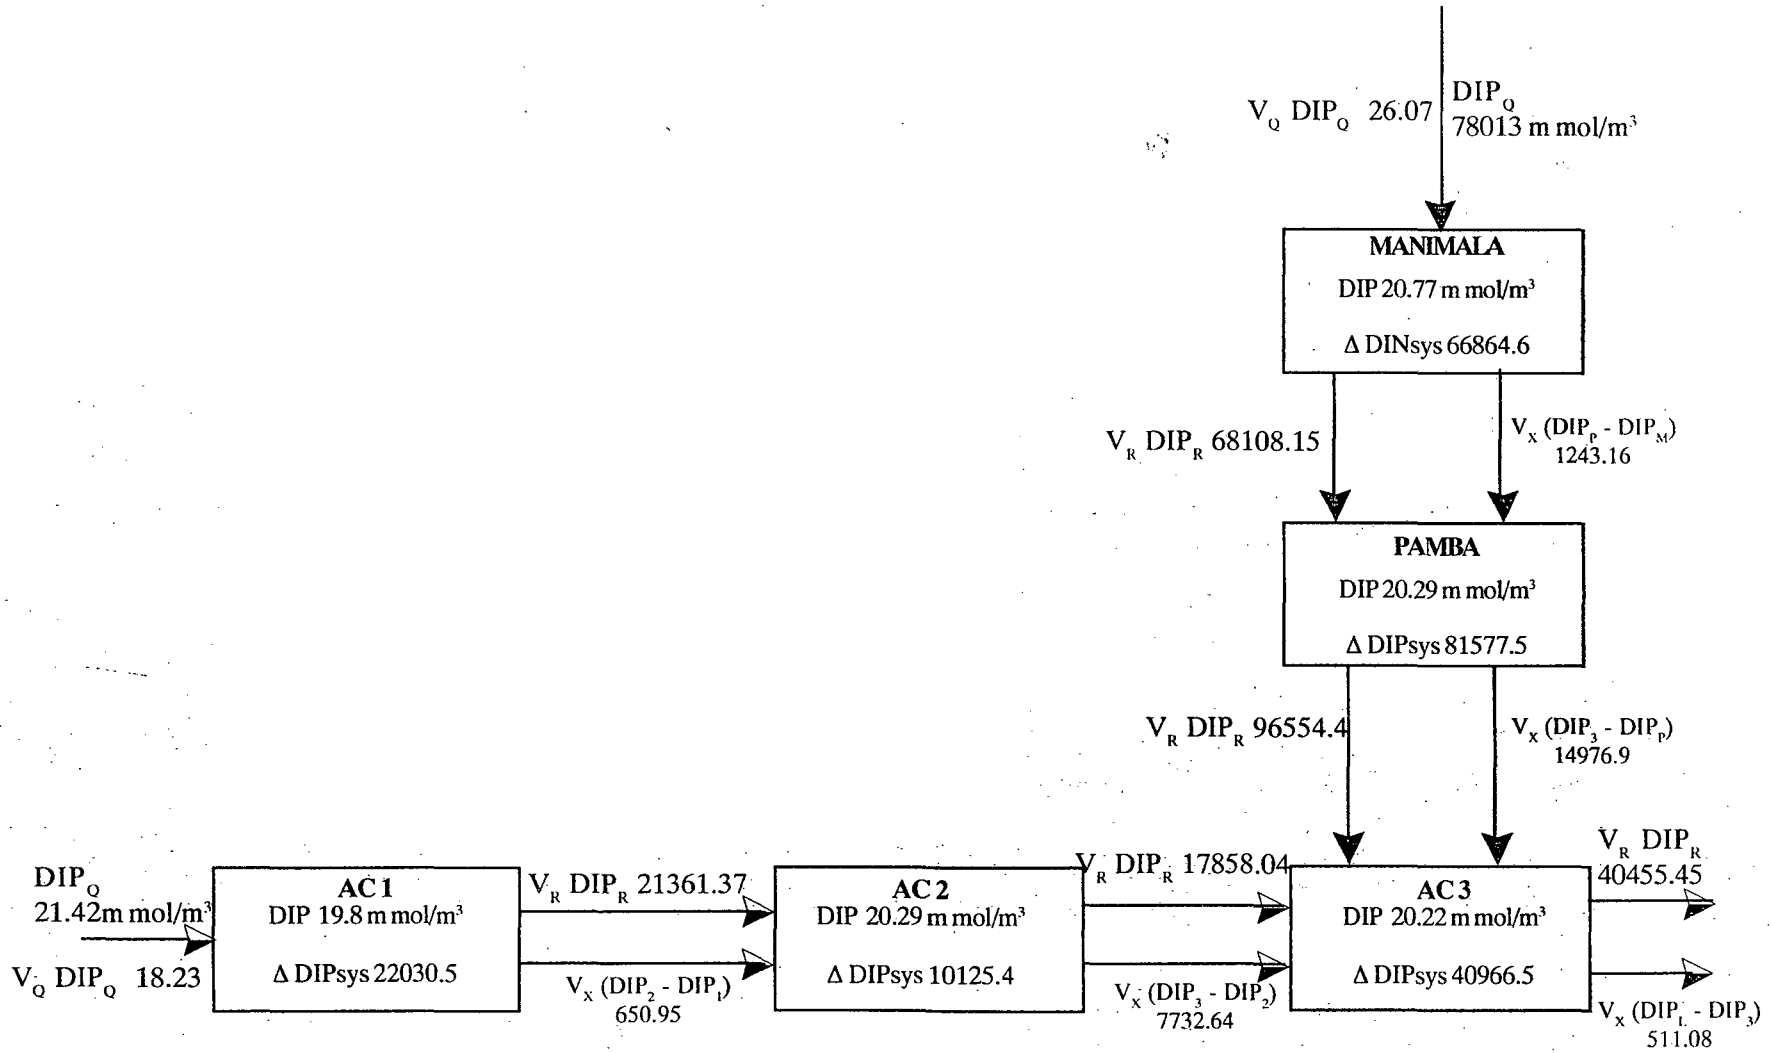 V_Q DIP_Q 26.07
DIP_Q
78013 m mol/m³
MANIMALA
DIP 20.77 m mol/m³
Δ DINsys 66864.6
V_R DIP_R 68108.15
V_X (DIP_P - DIP_M)
1243.16
PAMBA
DIP 20.29 m mol/m³
Δ DIPsys 81577.5
V_R DIP_R 96554.4
V_X (DIP_3 - DIP_P)
14976.9
DIP_Q
21.42m mol/m³
V_Q DIP_Q 18.23
AC 1
DIP 19.8 m mol/m³
Δ DIPsys 22030.5
V_R DIP_R 21361.37
V_X (DIP_2 - DIP_1)
650.95
AC 2
DIP 20.29 m mol/m³
Δ DIPsys 10125.4
V_R DIP_R 17858.04
V_X (DIP_3 - DIP_2)
7732.64
AC 3
DIP 20.22 m mol/m³
Δ DIPsys 40966.5
V_R DIP_R
40455.45
V_X (DIP_L - DIP_3)
511.08